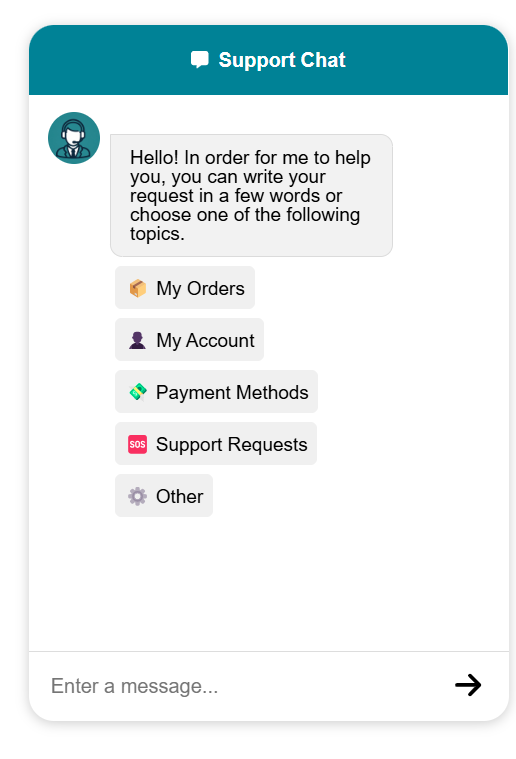 Support Chat
Hello! In order for me to help
you, you can write your
request in a few words or
choose one of the following
topics.
My Orders
My Account
Payment Methods
SOS Support Requests
Other
Enter a message...